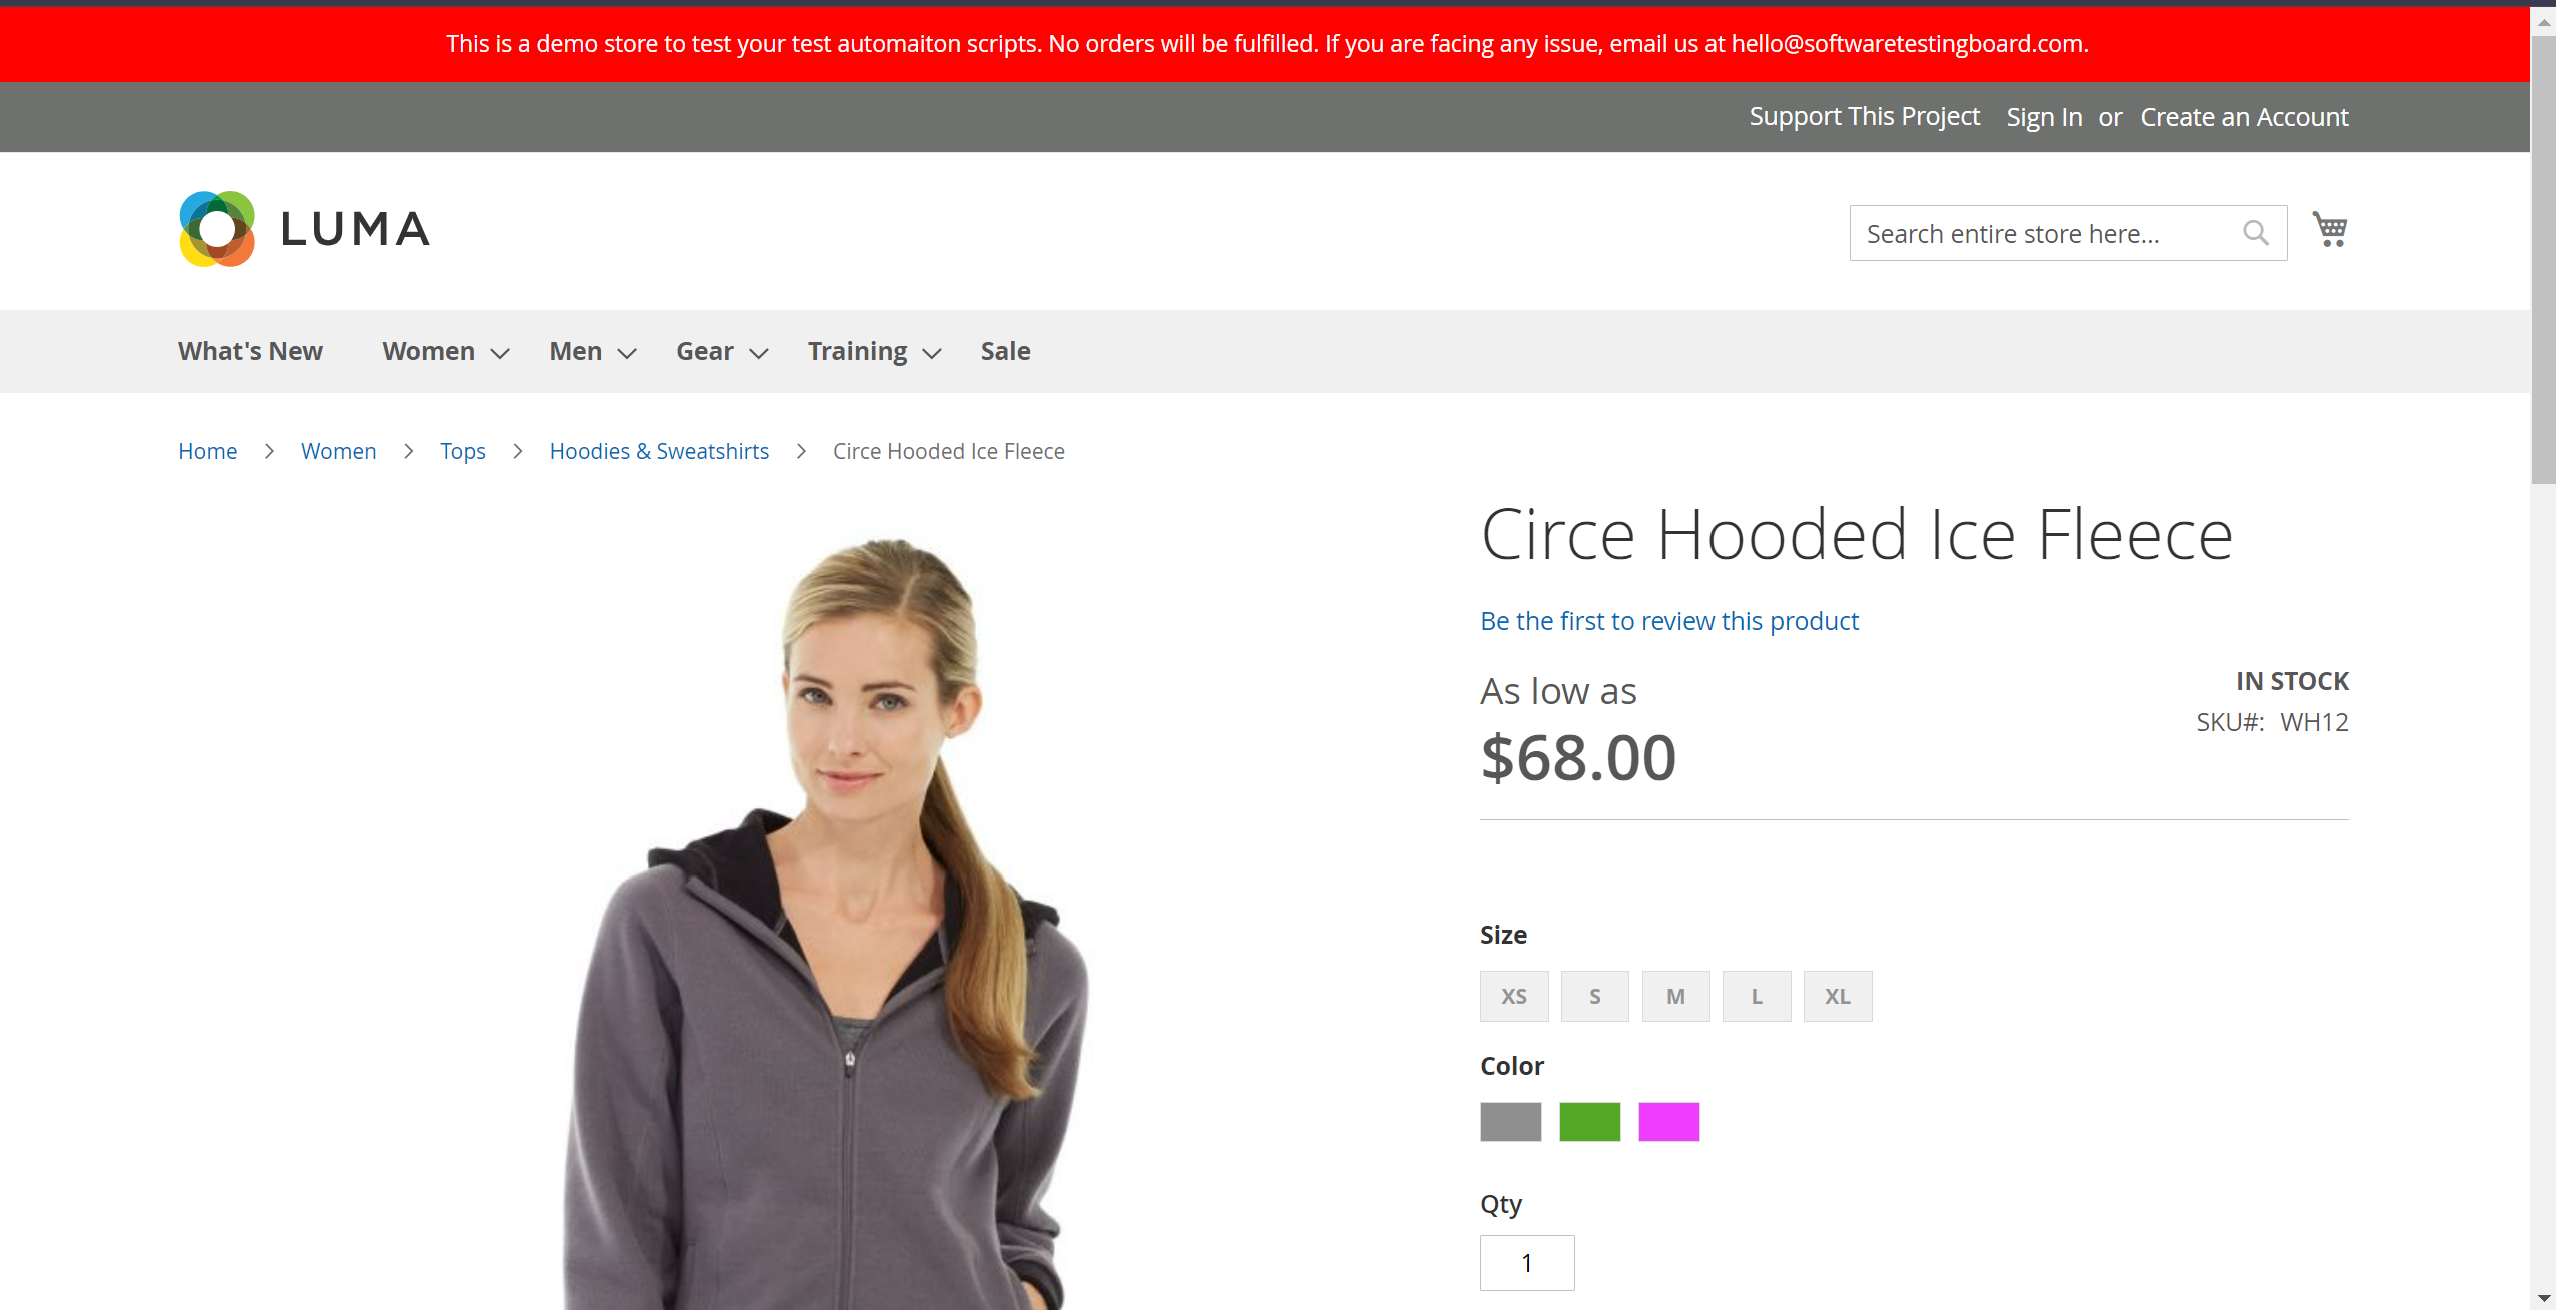 This is a demo store to test your test automaiton scripts. No orders will be fulfilled. If you are facing any issue, email us at hello@softwaretestingboard.com.
Support This Project Sign In or Create an Account
LUMA
Search entire store here...
What's New Women Men Gear Training Sale
Home > Women > Tops > Hoodies & Sweatshirts > Circe Hooded Ice Fleece
Circe Hooded Ice Fleece
Be the first to review this product
As low as
$68.00
IN STOCK
SKU#: WH12
Size
XS S M L XL
Color
Qty
1